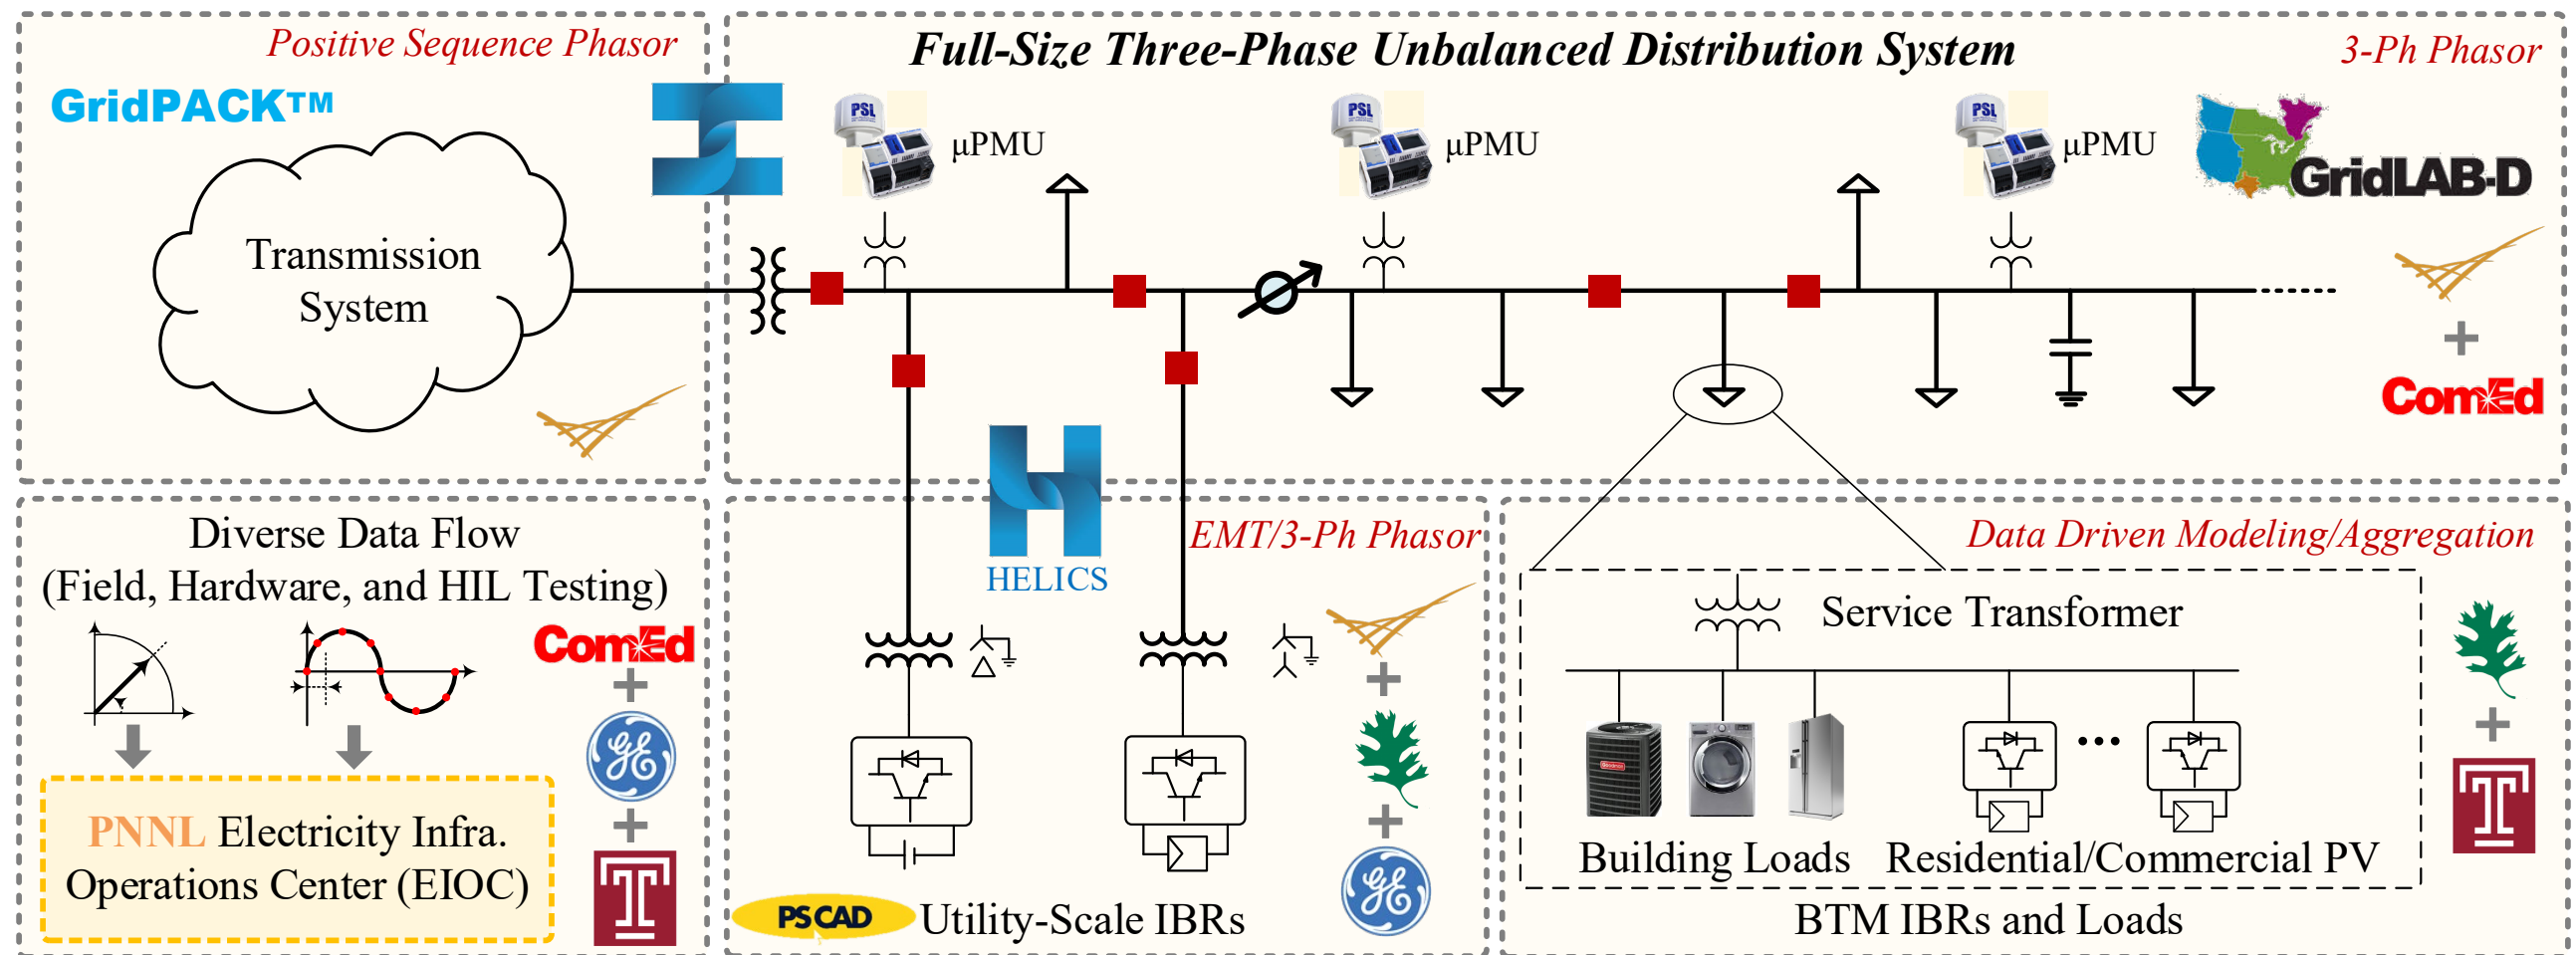 Positive Sequence Phasor
GridPACK™
Transmission
System
Full-Size Three-Phase Unbalanced Distribution System
3-Ph Phasor
PSL
μPMU
PSL
μPMU
PSL
μPMU
GridLAB-D
ComEd
Diverse Data Flow
(Field, Hardware, and HIL Testing)
ComEd
GE
T
PNNL Electricity Infra.
Operations Center (EIOC)
HELICS
EMT/3-Ph Phasor
GE
PSCAD
Utility-Scale IBRs
Data Driven Modeling/Aggregation
Service Transformer
Building Loads
Residential/Commercial PV
BTM IBRs and Loads
T